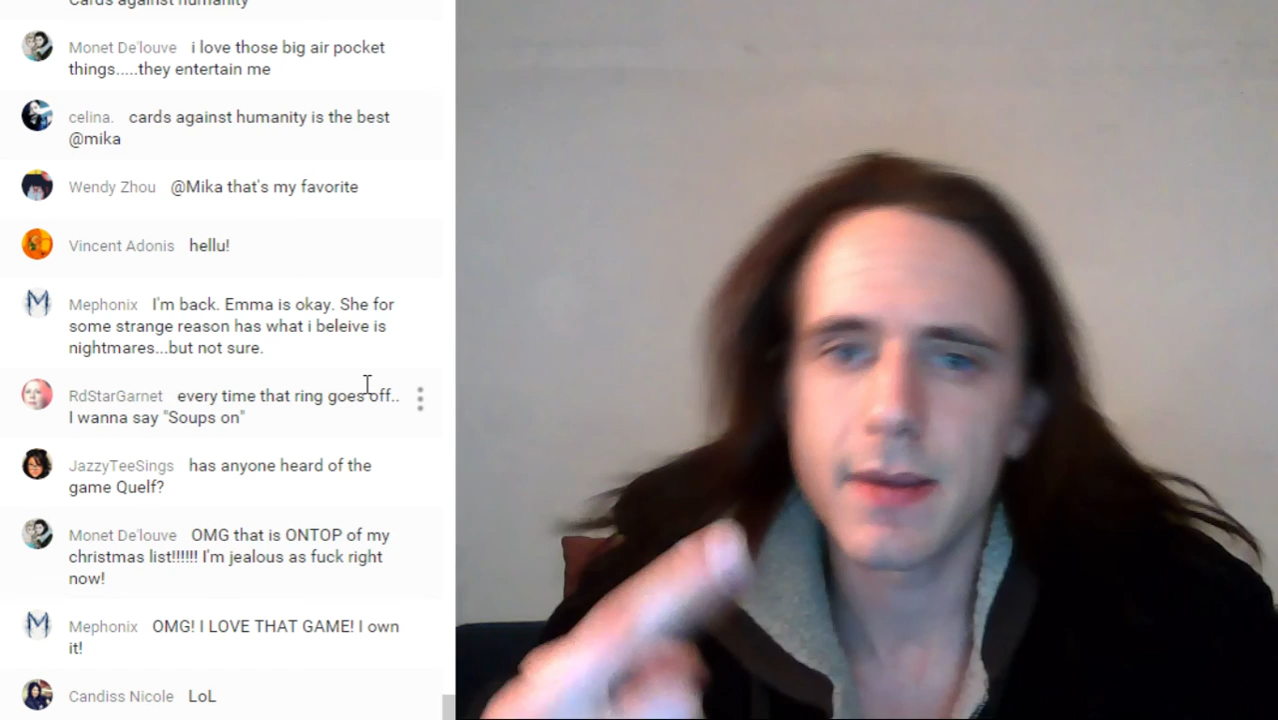 Cards against humanity
Monet De'louve i love those big air pocket
things.....they entertain me
celina. cards against humanity is the best
@mika
Wendy Zhou @Mika that's my favorite
Vincent Adonis hellu!
Mephonix I'm back. Emma is okay. She for
some strange reason has what i beleive is
nightmares...but not sure.
RdStarGarnet every time that ring goes off..
I wanna say "Soups on"
JazzyTeeSings has anyone heard of the
game Quelf?
Monet De'louve OMG that is ONTOP of my
christmas list!!!!!! I'm jealous as fuck right
now!
Mephonix OMG! I LOVE THAT GAME! I own
it!
Candiss Nicole LoL